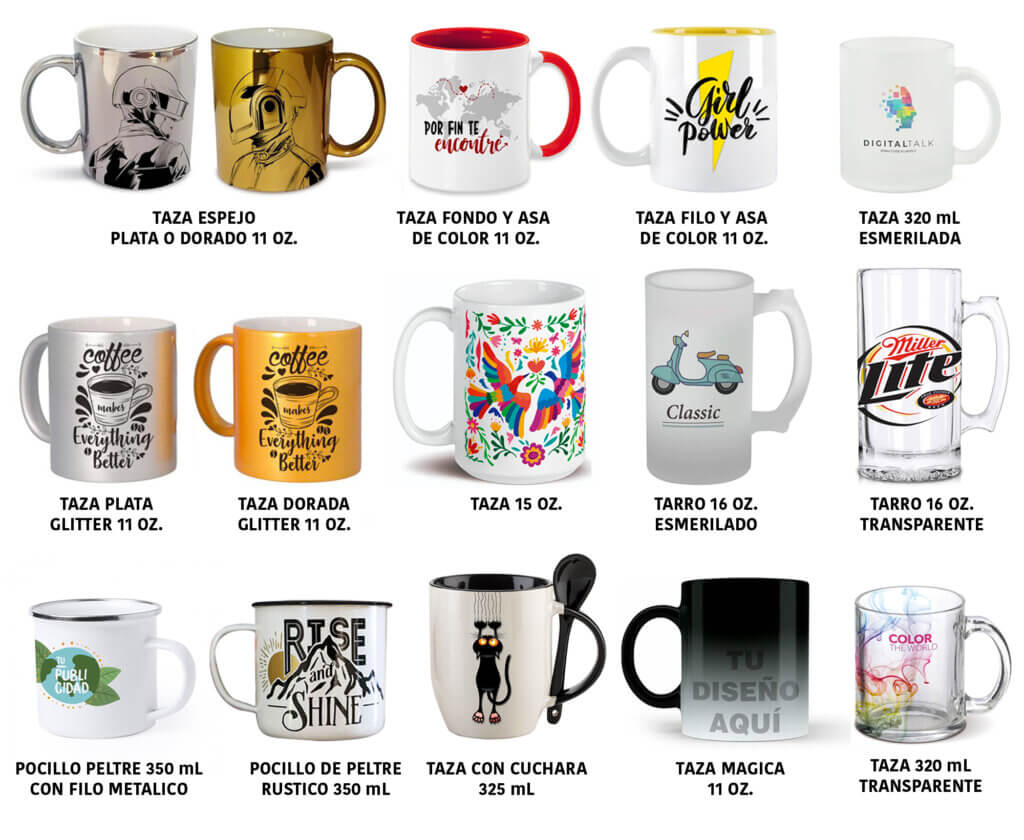 POR FIN TE
encontré
Girl
power
DIGITALTALK
TAZA ESPEJO
PLATA O DORADO 11 OZ.
TAZA FONDO Y ASA
DE COLOR 11 OZ.
TAZA FILO Y ASA
DE COLOR 11 OZ.
TAZA 320 mL
ESMERILADA
coffee
makes
Everything
Better
coffee
makes
Everything
Better
Classic
Miller
Lite
TAZA PLATA
GLITTER 11 OZ.
TAZA DORADA
GLITTER 11 OZ.
TAZA 15 OZ.
TARRO 16 OZ.
ESMERILADO
TARRO 16 OZ.
TRANSPARENTE
TU
PUBLI
CIDAD
RISE
and
SHINE
TU
DISEÑO
AQUÍ
COLOR
THE WORLD
POCILLO PELTRE 350 mL
CON FILO METALICO
POCILLO DE PELTRE
RUSTICO 350 mL
TAZA CON CUCHARA
325 mL
TAZA MAGICA
11 OZ.
TAZA 320 mL
TRANSPARENTE